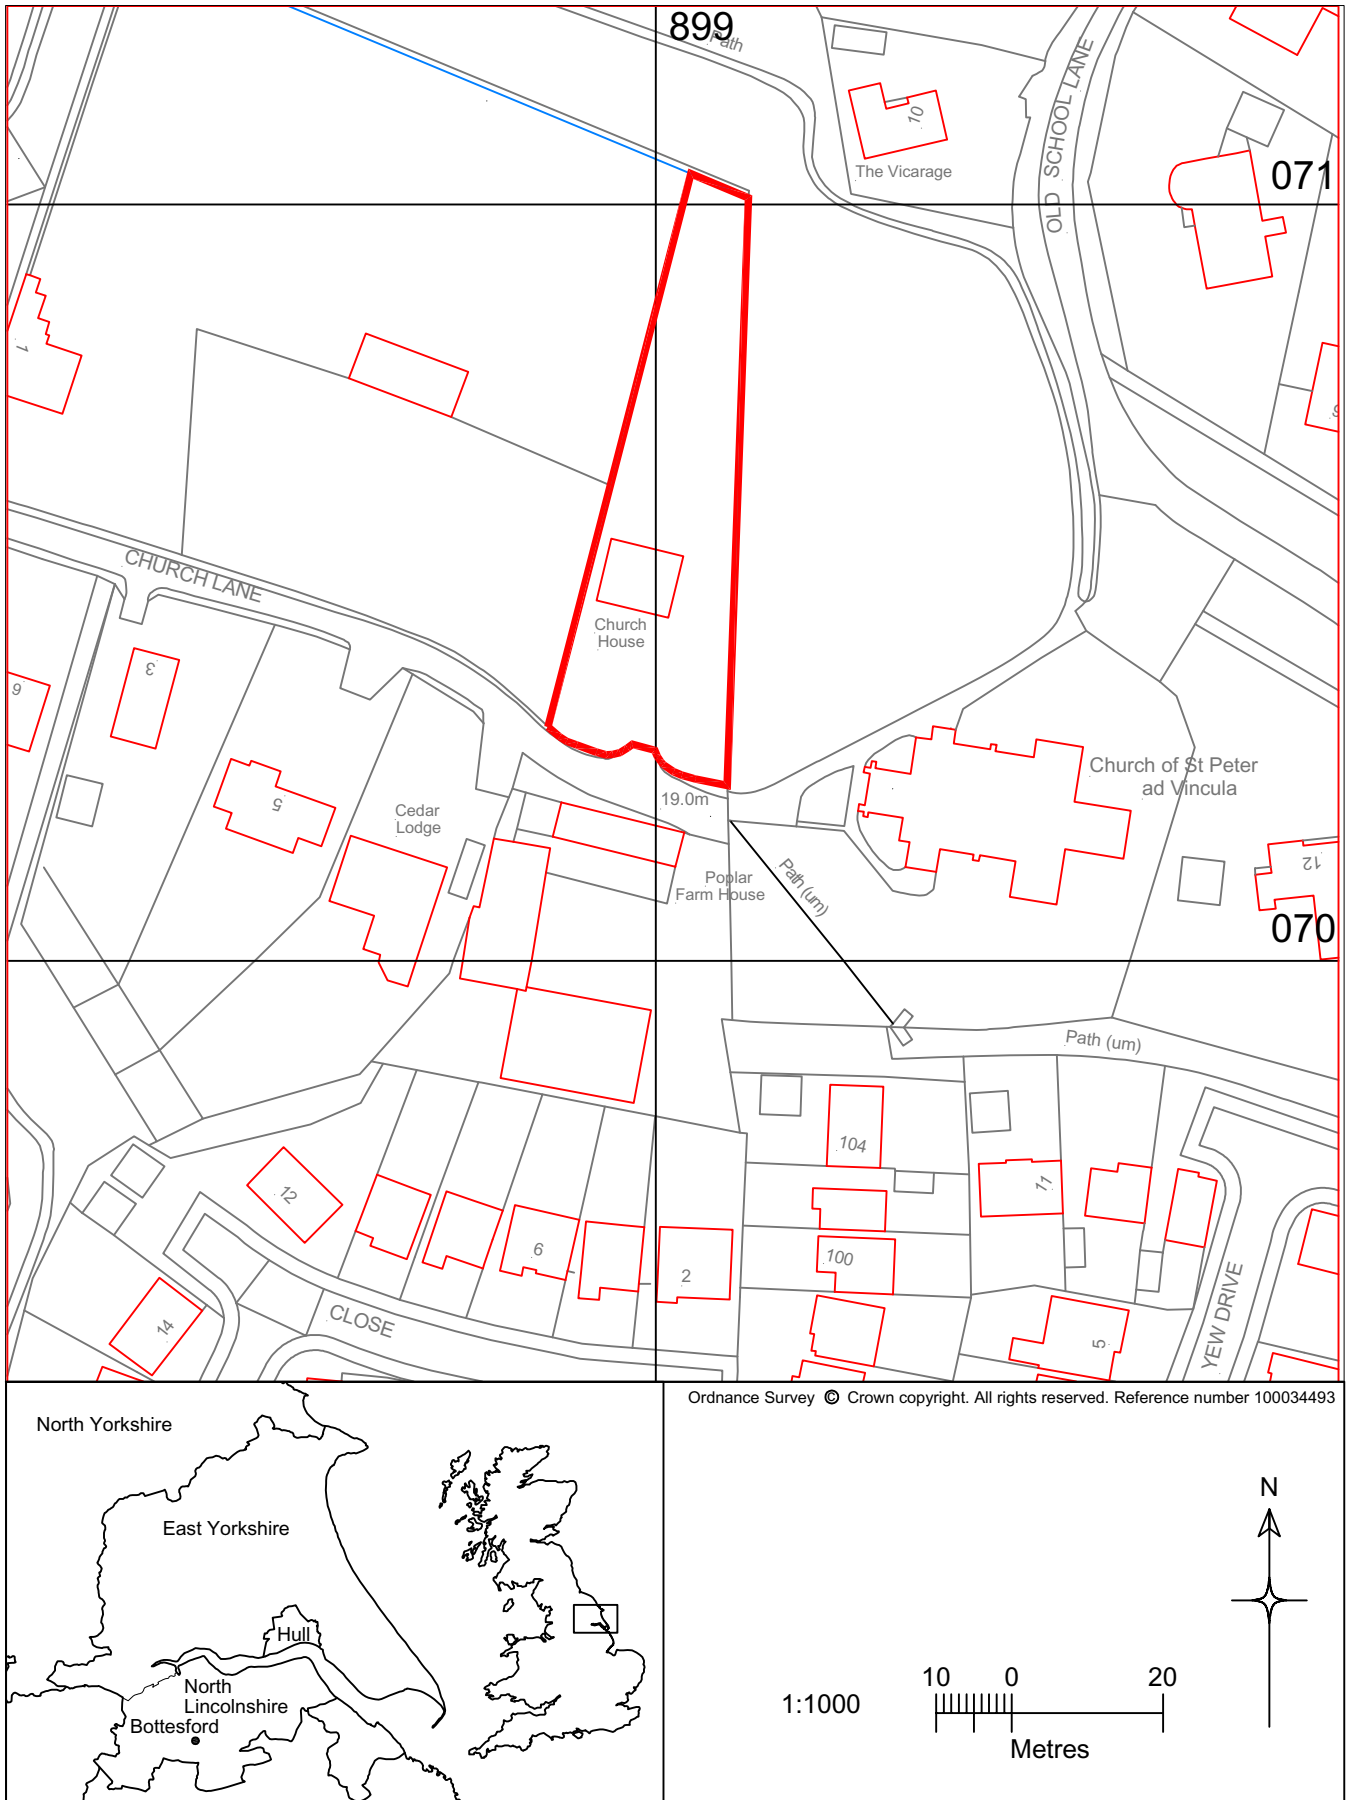 899
Path
10
The Vicarage
OLD SCHOOL LANE
071
1
9
CHURCH LANE
Church
House
3
9
5
Cedar
Lodge
19.0m
Poplar
Farm House
Path (um)
Church of St Peter
ad Vincula
12
070
Path (um)
104
11
12
6
2
100
14
CLOSE
5
YEW DRIVE
Ordnance Survey © Crown copyright. All rights reserved. Reference number 100034493
North Yorkshire
East Yorkshire
Hull
North
Lincolnshire
Bottesford
N
1:1000
10 0 20
Metres